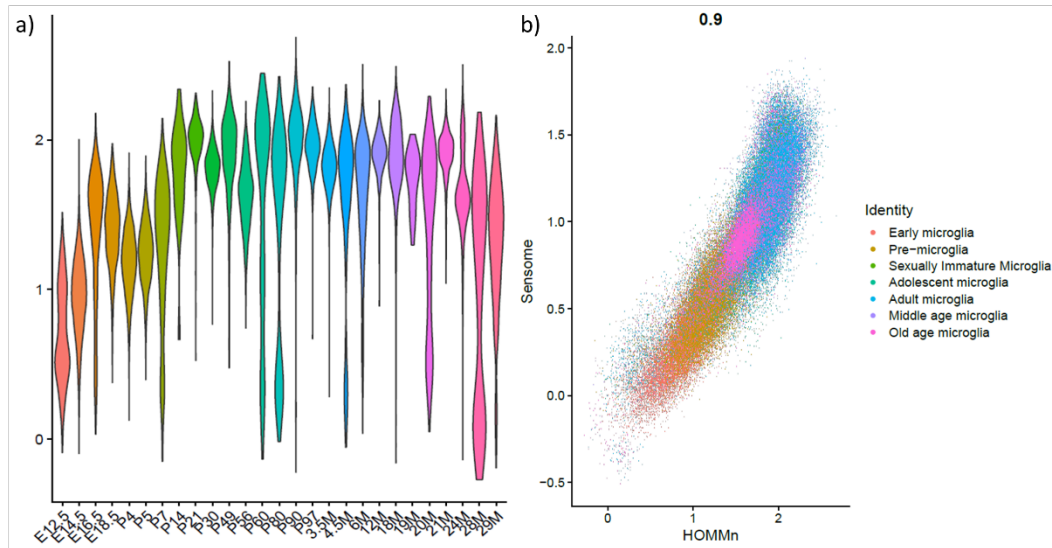 a)
2
1
0
E12.5
E14.5
E16.5
E18.5
P4
P5
P7
P14
P21
P30
P49
P56
P60
P80
P90
P97
3.5M
4.5M
6M
12M
18M
19M
20M
21M
24M
28M
29M
b)
0.9
2.0
1.5
1.0
0.5
0.0
−0.5
Sensome
0
1
2
HOMMn
Identity
Early microglia
Pre-microglia
Sexually Immature Microglia
Adolescent microglia
Adult microglia
Middle age microglia
Old age microglia